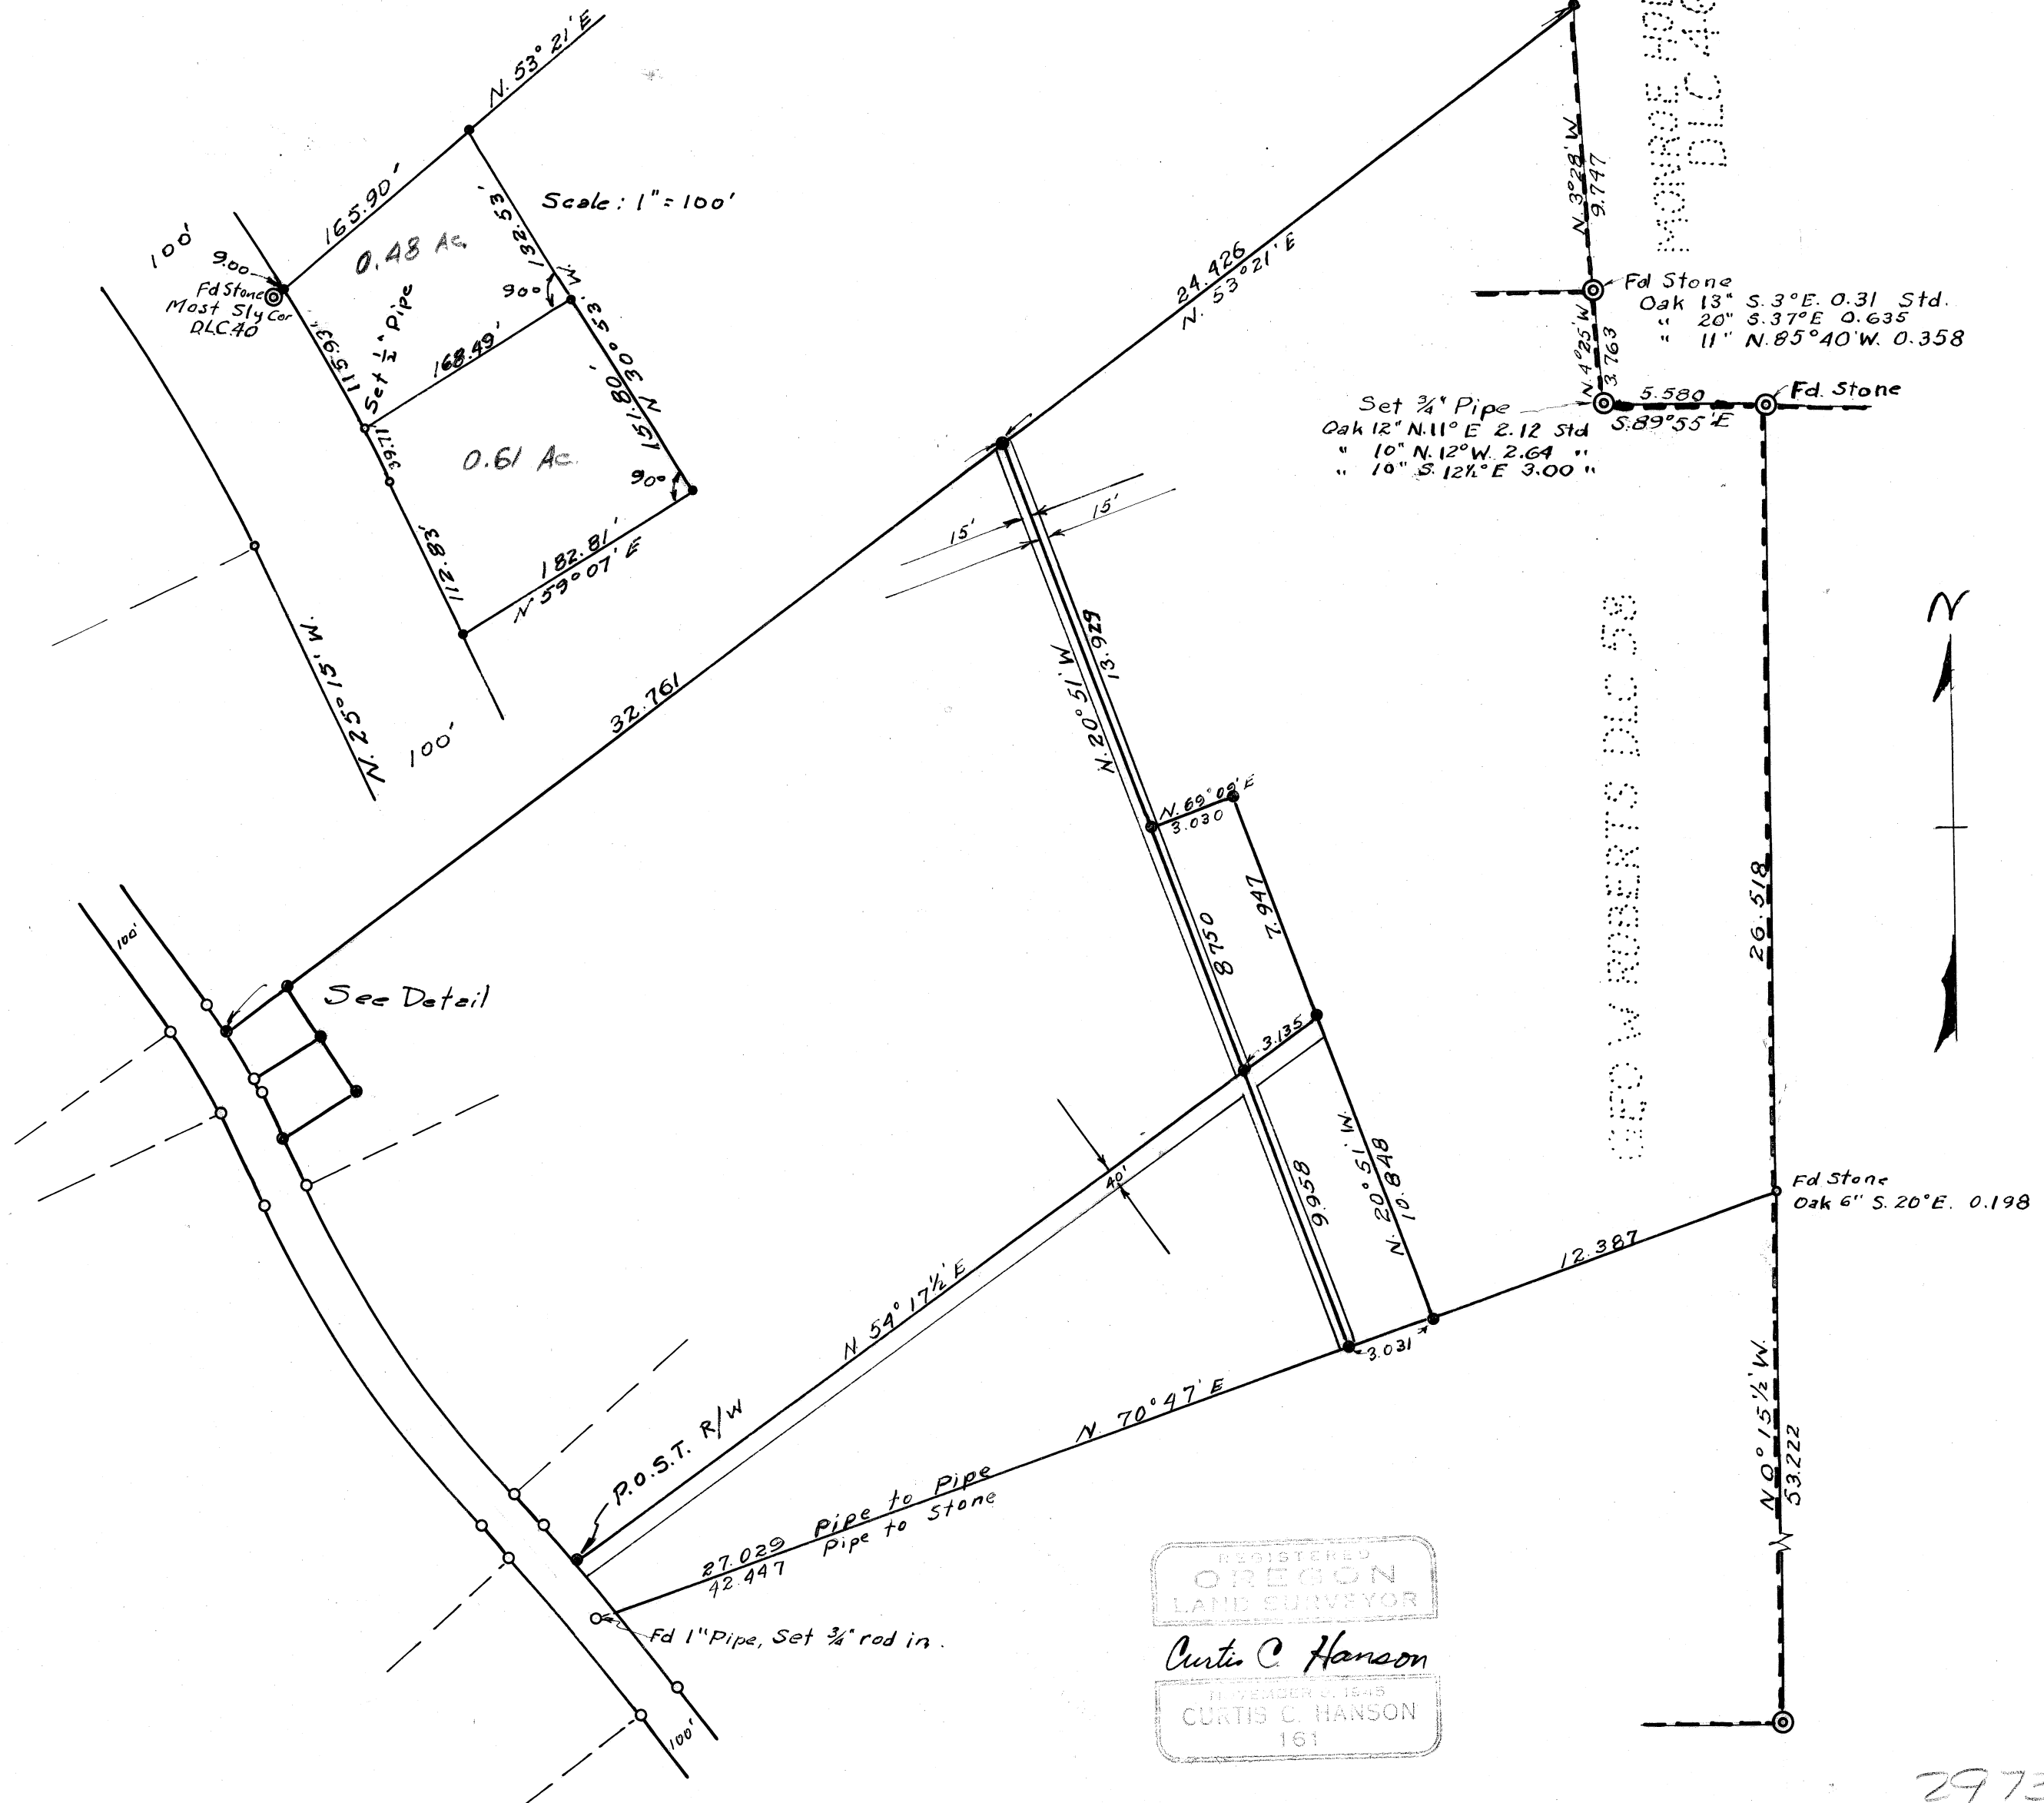 N. 53° 21' E
165.90'
Scale: 1" = 100'
132.53'
0.48 Ac.
100'
9.00
Fd Stone
Most Sly Cor
DLC.40
115.93'
Set ½" Pipe
168.49'
90°
N 30° 53' W.
151.80'
39.71
0.61 Ac.
90°
112.83'
182.81'
N 59° 07' E
N. 25° 15' W.
100'
MONROE
DLC
N. 3° 28' W
9.747
24.426
N. 53° 21' E
Fd Stone
Oak 13" S. 3° E. 0.31 Std.
" 20" S. 37° E 0.635
" 11" N. 85° 40' W. 0.358
N. 4° 25' W
3.763
5.580
S. 89° 55' E
Fd. Stone
Set ¾" Pipe
Oak 12" N. 11° E 2.12 Std
" 10" N. 12° W. 2.64 "
" 10" S. 12½° E 3.00 "
15'
15'
13.929
N. 20° 51' W
32.761
GEO W ROBERTS DLC 58
N
N. 69° 09' E
3.030
8750
7.947
26.518
100'
See Detail
3.135
40'
N. 20° 51' W.
10.848
9.958
Fd Stone
Oak 6" S. 20° E. 0.198
12.387
3.031
N 54° 17½' E
N. 70° 47' E
P.O.S.T. R/W
27.029 Pipe to Pipe
42.447 Pipe to Stone
N. 0° 15½' W.
53.222
Fd 1" Pipe, Set ¾" rod in.
100'
REGISTERED
OREGON
LAND SURVEYOR
Curtis C. Hanson
CURTIS C. HANSON
161